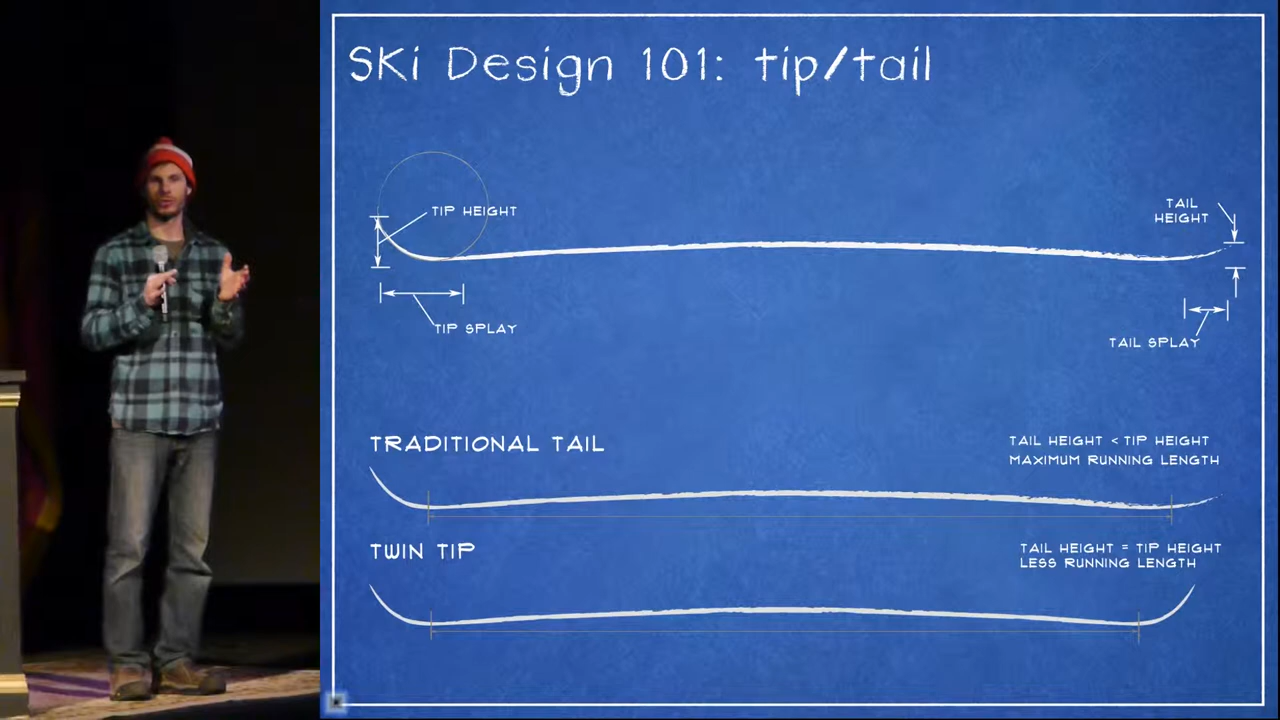 SKi Design 101: tip/tail
TIP HEIGHT
TAIL
HEIGHT
TIP SPLAY
TAIL SPLAY
TRADITIONAL TAIL
TAIL HEIGHT < TIP HEIGHT
MAXIMUM RUNNING LENGTH
TWIN TIP
TAIL HEIGHT = TIP HEIGHT
LESS RUNNING LENGTH